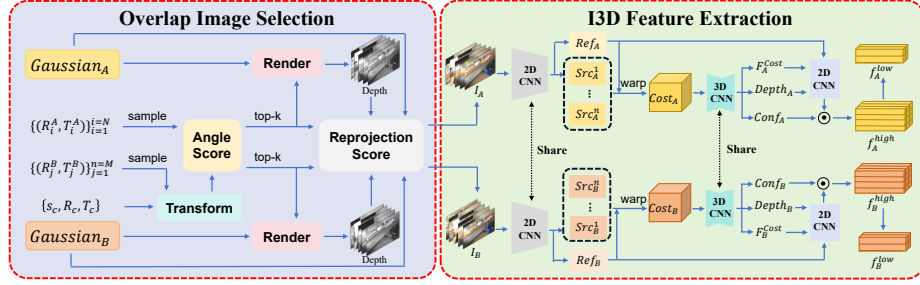 Overlap Image Selection
Gaussian_A
Render
Depth
{(R_i^A, T_i^A)}_{i=1}^{i=N}
sample
Angle Score
top-k
Reprojection Score
{(R_j^B, T_j^B)}_{j=1}^{n=M}
sample
top-k
{s_c, R_c, T_c}
Transform
Gaussian_B
Render
Depth
I3D Feature Extraction
I_A
2D CNN
Ref_A
Src_A^1
⋮
Src_A^n
warp
Cost_A
3D CNN
F_A^{Cost}
Depth_A
Conf_A
2D CNN
f_A^{low}
f_A^{high}
Share
Share
I_B
2D CNN
Src_B^n
⋮
Src_B^1
Ref_B
warp
Cost_B
3D CNN
Conf_B
Depth_B
F_B^{Cost}
2D CNN
f_B^{high}
f_B^{low}